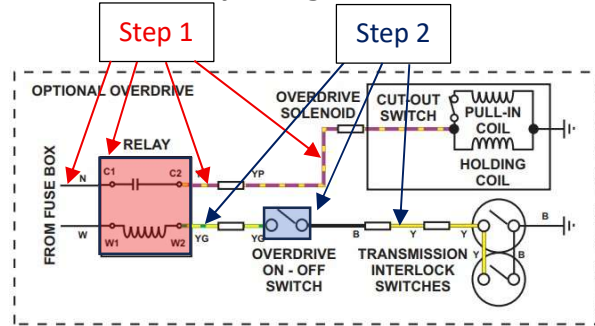 Step 1
Step 2
OPTIONAL OVERDRIVE
OVERDRIVE
SOLENOID
CUT-OUT
SWITCH
PULL-IN
COIL
HOLDING
COIL
RELAY
FROM FUSE BOX
N
C1
C2
YP
W
W1
W2
YG
YG
B
Y
Y
Y
B
B
OVERDRIVE
ON - OFF
SWITCH
TRANSMISSION
INTERLOCK
SWITCHES